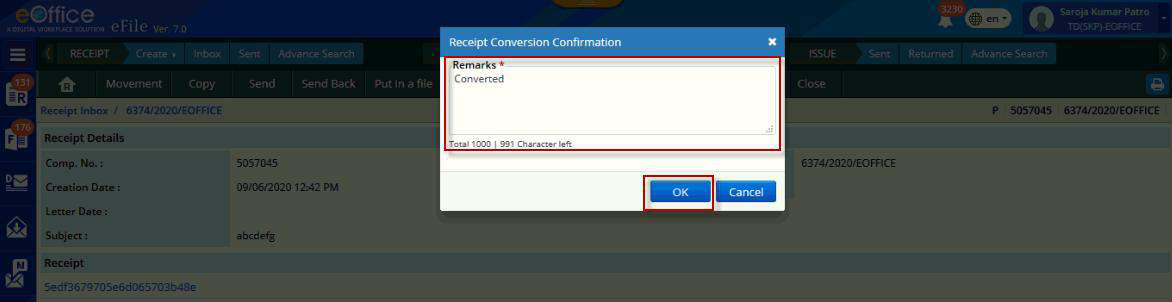 eOffice
A DIGITAL WORKPLACE SOLUTION
eFile Ver. 7.0
3230
en
Saroja Kumar Patro
TD(SKP)-EOFFICE
RECEIPT Create Inbox Sent Advance Search
ISSUE Sent Returned Advance Search
131
R
Movement Copy Send Send Back Put in a file
Close
Receipt Inbox / 6374/2020/EOFFICE
P 5057045 6374/2020/EOFFICE
176
F
Receipt Details
Comp. No. : 5057045
6374/2020/EOFFICE
Creation Date : 09/06/2020 12:42 PM
D
Letter Date :
Subject : abcdefg
N
Receipt
5edf3679705e6d065703b48e
Receipt Conversion Confirmation
Remarks *
Converted
Total 1000 | 991 Character left
OK Cancel